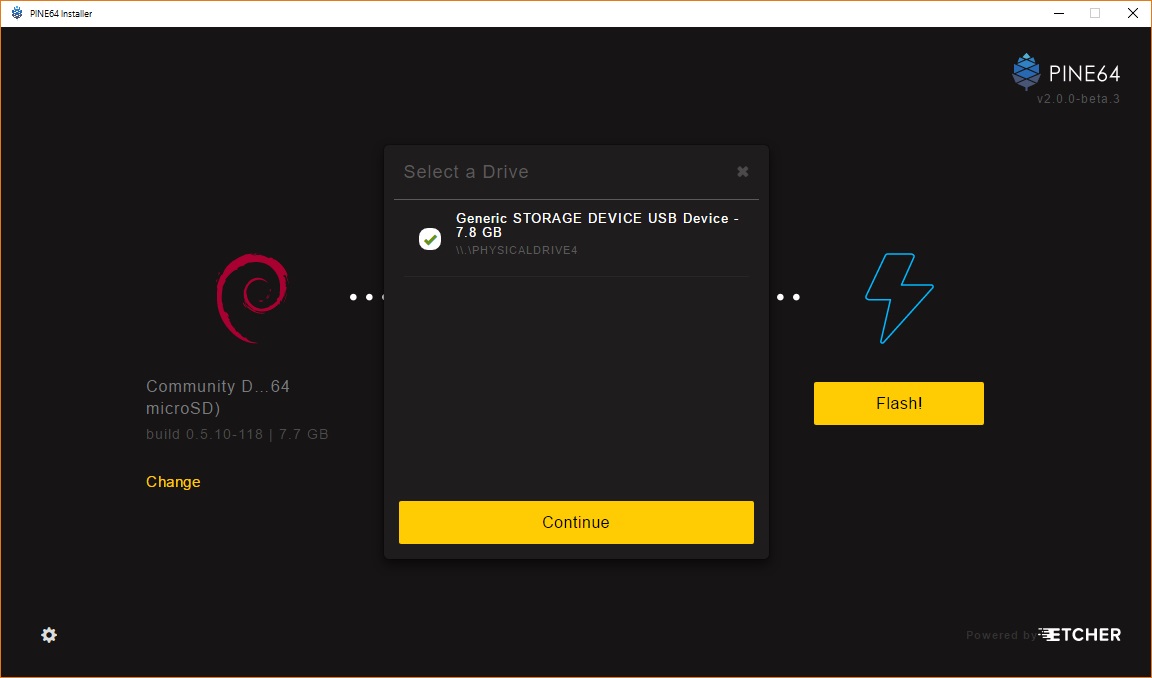 PINE64 Installer
PINE64
v2.0.0-beta.3
Select a Drive
Generic STORAGE DEVICE USB Device -
7.8 GB
\\.\PHYSICALDRIVE4
Community D...64
microSD)
build 0.5.10-118 | 7.7 GB
Change
Flash!
Continue
Powered by ETCHER